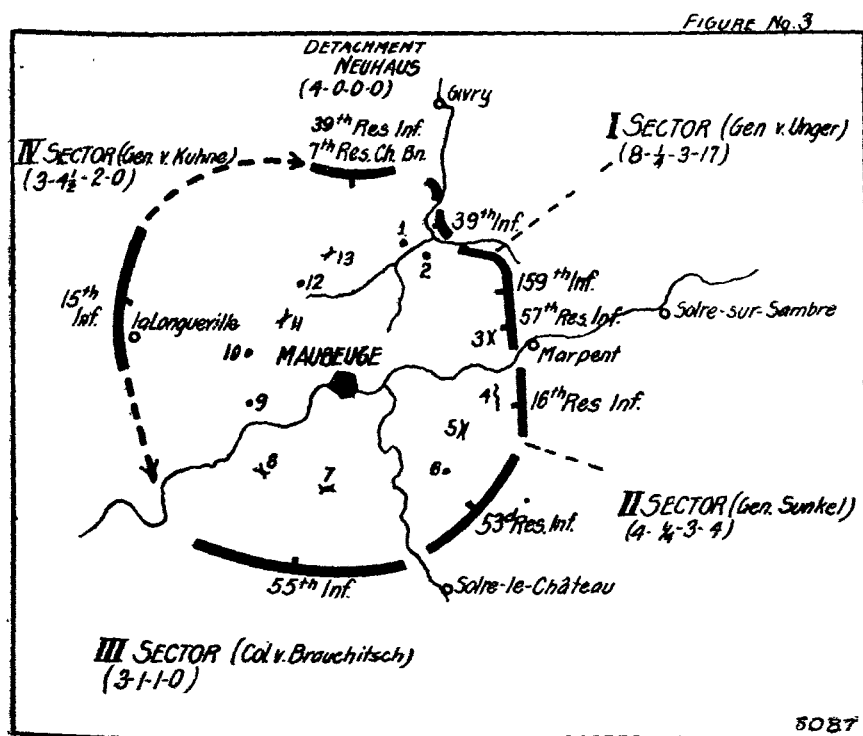 FIGURE No. 3
DETACHMENT
NEUHAUS
(4-0-0-0)
Givry
39th Res Inf.
7th Res. Ch. Bn.
I SECTOR (Gen v. Unger)
(8-¼-3-17)
IV SECTOR (Gen. v. Kuhne)
(3-4½-2-0)
39th Inf.
1
2
13
12
159th Inf.
15th
Inf.
laLongueville
11
57th Res. Inf.
Solre-sur-Sambre
3
Marpent
10
MAUBEUGE
9
4
16th Res Inf.
5
8
7
6
II SECTOR (Gen. Sunkel)
(4-¼-3-4)
53d Res. Inf.
55th Inf.
Solre-le-Château
III SECTOR (Col. v. Brauchitsch)
(3-1-1-0)
8087